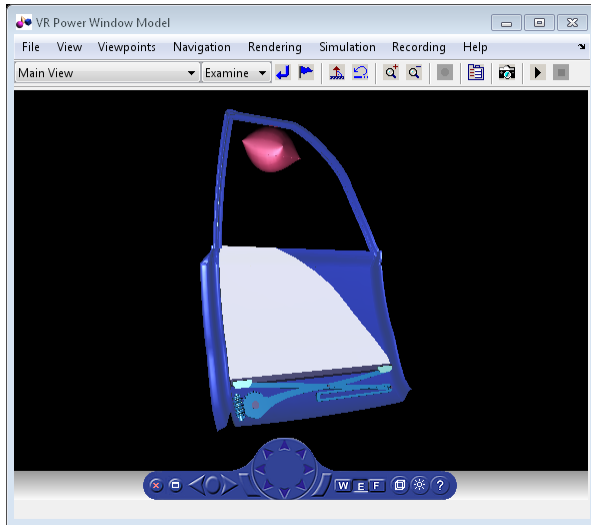 VR Power Window Model
File View Viewpoints Navigation Rendering Simulation Recording Help
Main View Examine
W E F ?